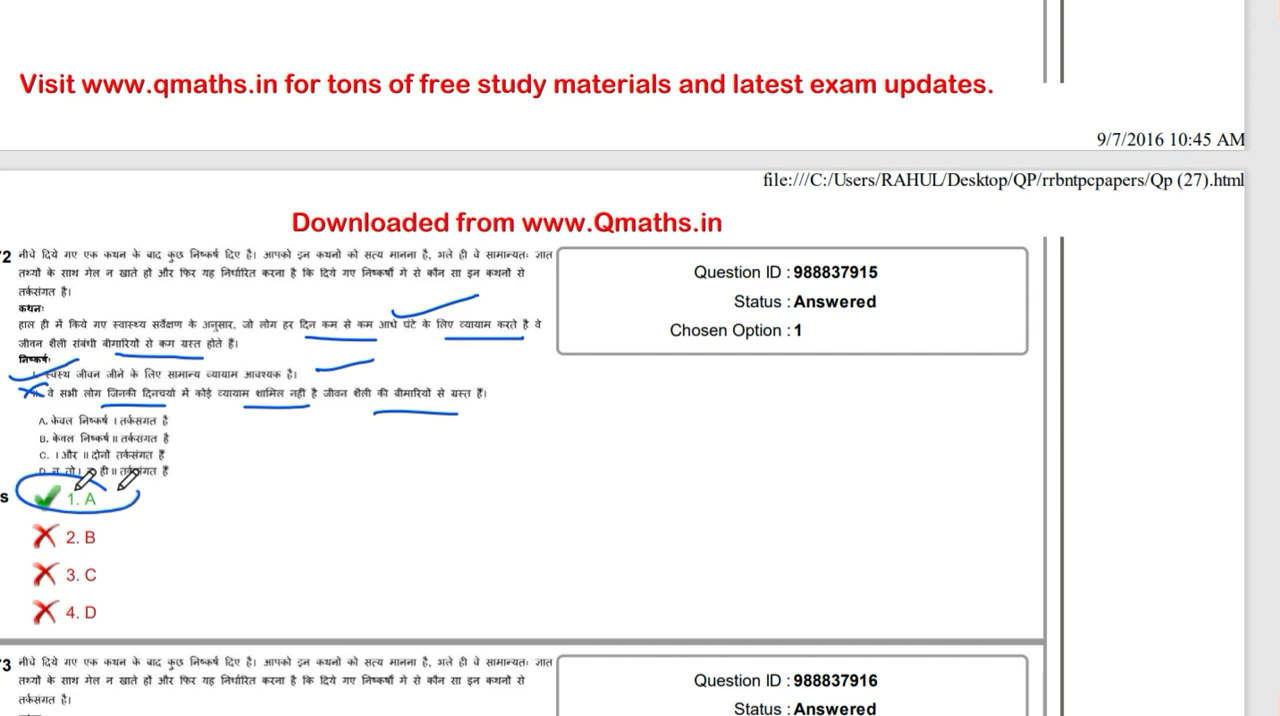 Visit www.qmaths.in for tons of free study materials and latest exam updates.
9/7/2016 10:45 AM
file:///C:/Users/RAHUL/Desktop/QP/rrbntpcpapers/Qp (27).html
Downloaded from www.Qmaths.in
2 नीचे दिये गए एक कथन के बाद कुछ निष्कर्ष दिए है। आपको इन कथनो को सत्य मानना है, भले ही वे सामान्यतः ज्ञात
तथ्यों के साथ मेल न खाते हों और फिर यह निर्धारित करना है कि दिये गए निष्कर्षों मे से कौन सा इन कथनों से
तर्कसंगत है।
कथन:
हाल ही में किये गए स्वास्थ्य सर्वेक्षण के अनुसार, जो लोग हर दिन कम से कम आधे घंटे के लिए व्यायाम करते है वे
जीवन शैली संबंधी बीमारियों से कम ग्रस्त होते हैं।
निष्कर्ष:
स्वस्थ जीवन जीने के लिए सामान्य व्यायाम आवश्यक है।
वे सभी लोग जिनकी दिनचर्या में कोई व्यायाम शामिल नहीं है जीवन शैली की बीमारियों से ग्रस्त हैं।
A. केवल निष्कर्ष I तर्कसंगत है
B. केवल निष्कर्ष II तर्कसंगत है
C. I और II दोनों तर्कसंगत हैं
D. न तो I ही II तर्कसंगत हैं
s
1. A
2. B
3. C
4. D
Question ID : 988837915
Status : Answered
Chosen Option : 1
3 नीचे दिये गए एक कथन के बाद कुछ निष्कर्ष दिए है। आपको इन कथनो को सत्य मानना है, भले ही वे सामान्यतः ज्ञात
तथ्यों के साथ मेल न खाते हों और फिर यह निर्धारित करना है कि दिये गए निष्कर्षों मे से कौन सा इन कथनों से
तर्कसंगत है।
Question ID : 988837916
Status : Answered